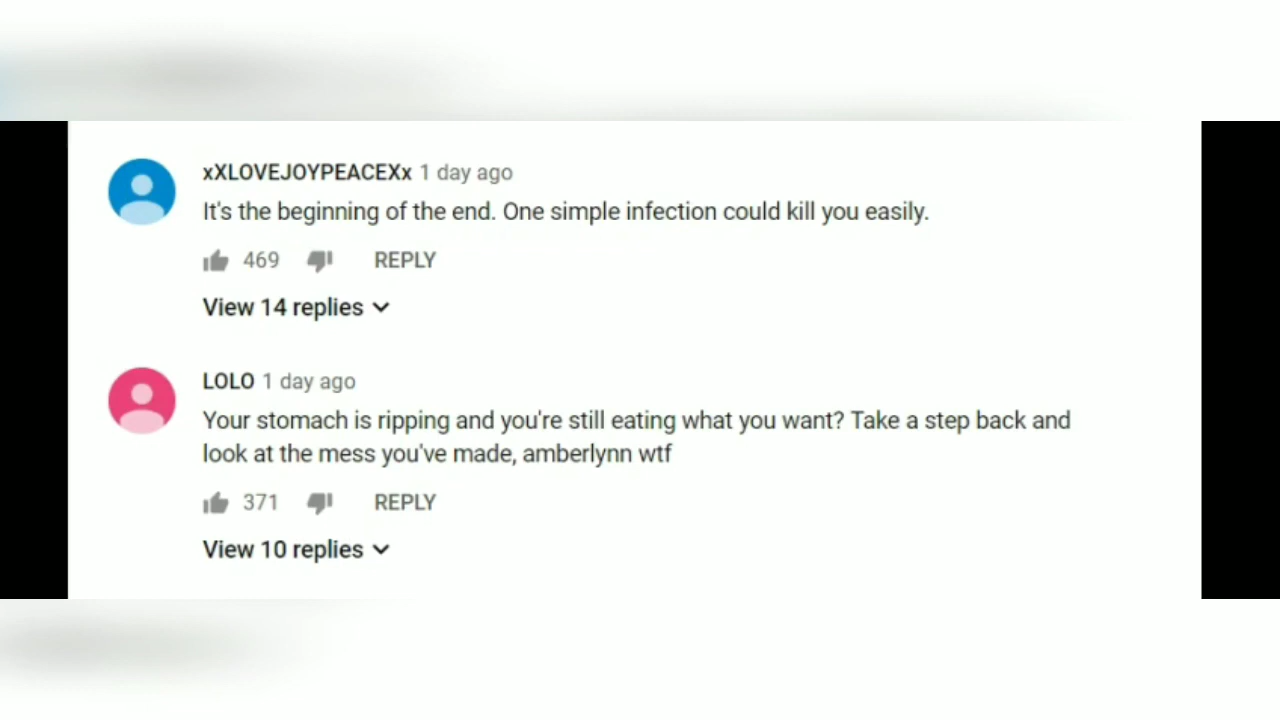 xXLOVEJOYPEACEXx 1 day ago
It's the beginning of the end. One simple infection could kill you easily.
469 REPLY
View 14 replies
LOLO 1 day ago
Your stomach is ripping and you're still eating what you want? Take a step back and
look at the mess you've made, amberlynn wtf
371 REPLY
View 10 replies